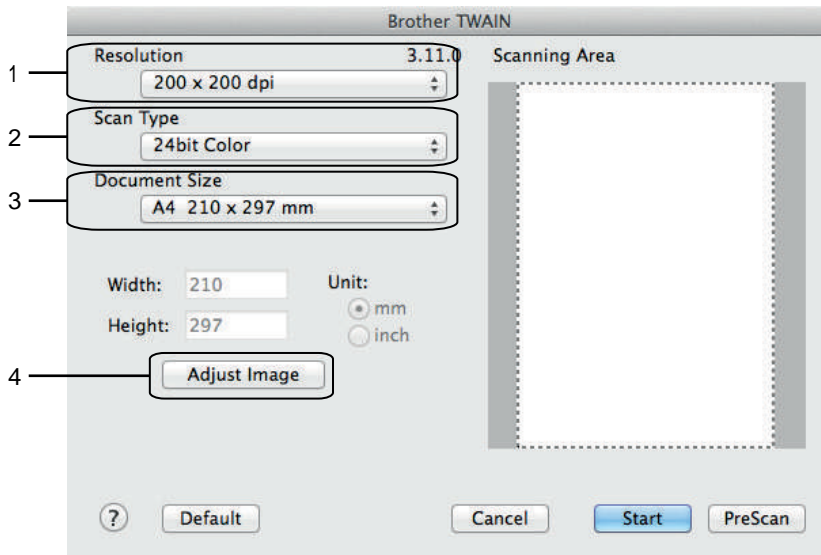 Brother TWAIN
Resolution 3.11.0 Scanning Area
1
200 x 200 dpi
Scan Type
2
24bit Color
Document Size
3
A4 210 x 297 mm
Width: 210 Unit:
mm
Height: 297
inch
4
Adjust Image
? Default Cancel Start PreScan